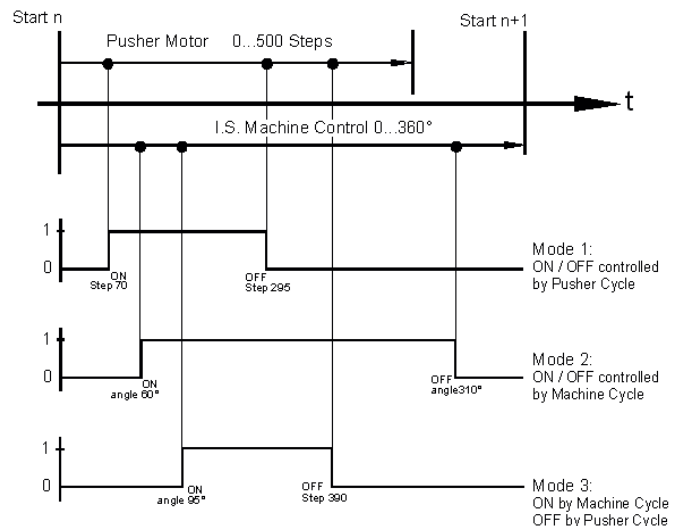 Start n
Start n+1
Pusher Motor 0...500 Steps
t
I.S. Machine Control 0...360°
1
0
ON
Step 70
OFF
Step 295
Mode 1:
ON / OFF controlled
by Pusher Cycle
1
0
ON
angle 60°
OFF
angle310°
Mode 2:
ON / OFF controlled
by Machine Cycle
1
0
ON
angle 95°
OFF
Step 390
Mode 3:
ON by Machine Cycle
OFF by Pusher Cycle